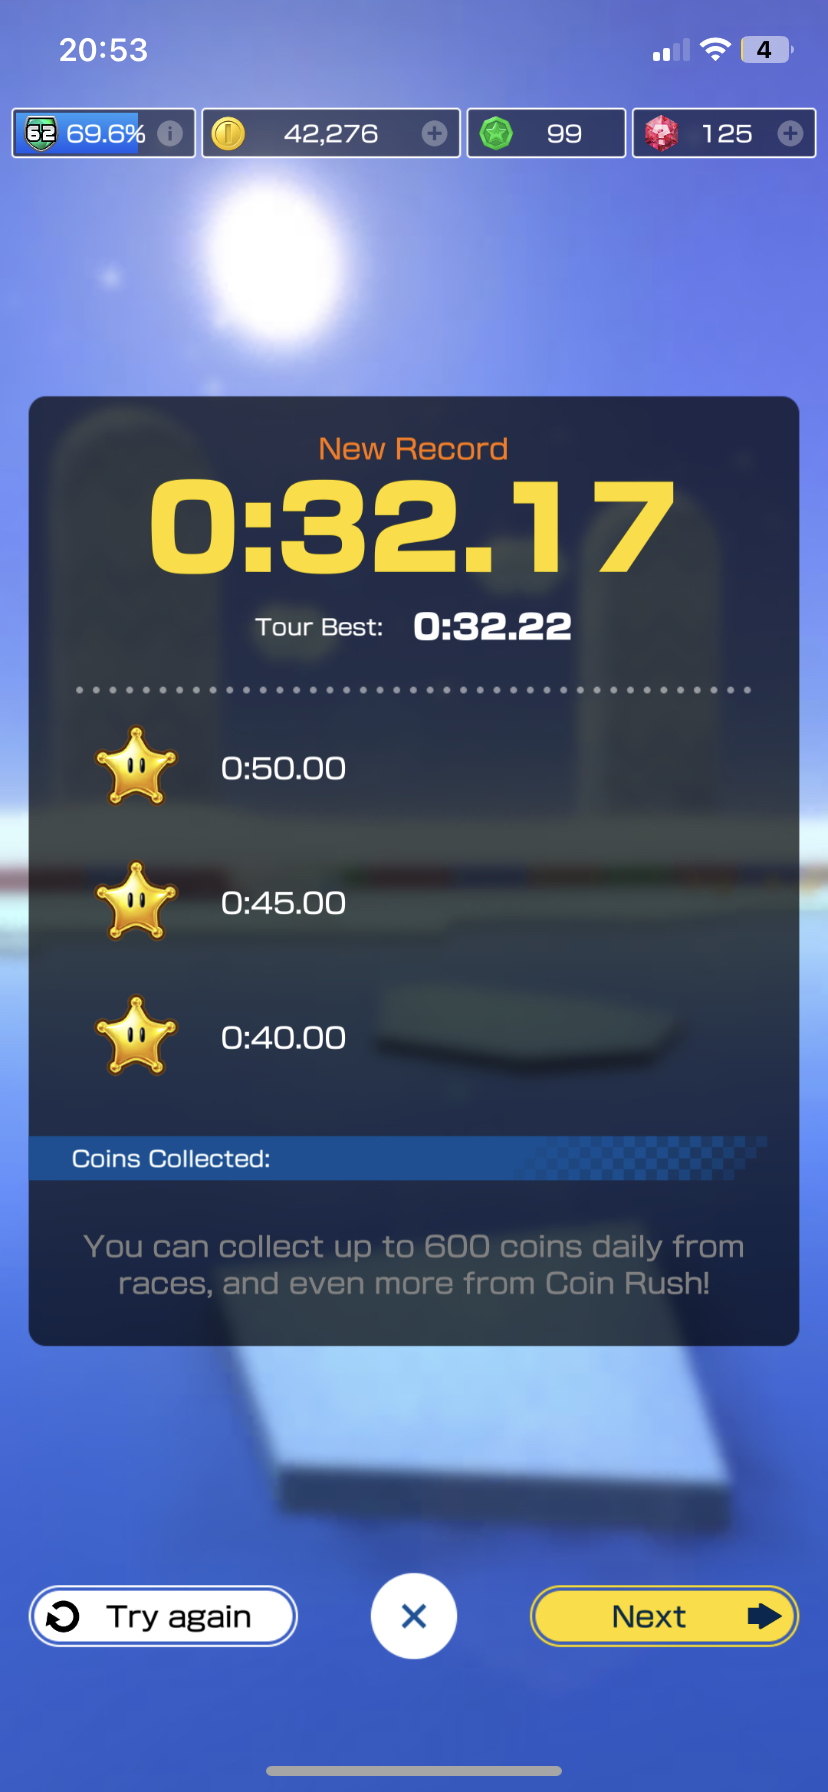 20:53
4
62 69.6% i 42,276 + 99 125 +
New Record
0:32.17
Tour Best: 0:32.22
0:50.00
0:45.00
0:40.00
Coins Collected:
You can collect up to 600 coins daily from
races, and even more from Coin Rush!
Try again × Next